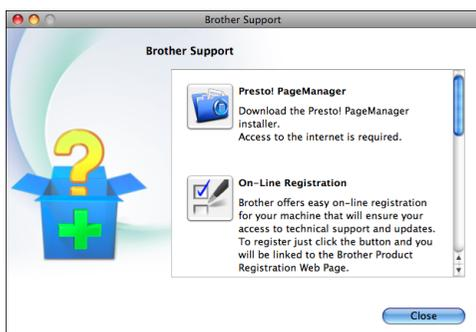 Brother Support
Brother Support
Presto! PageManager
Download the Presto! PageManager
installer.
Access to the internet is required.
On-Line Registration
Brother offers easy on-line registration
for your machine that will ensure your
access to technical support and updates.
To register just click the button and you
will be linked to the Brother Product
Registration Web Page.
Close